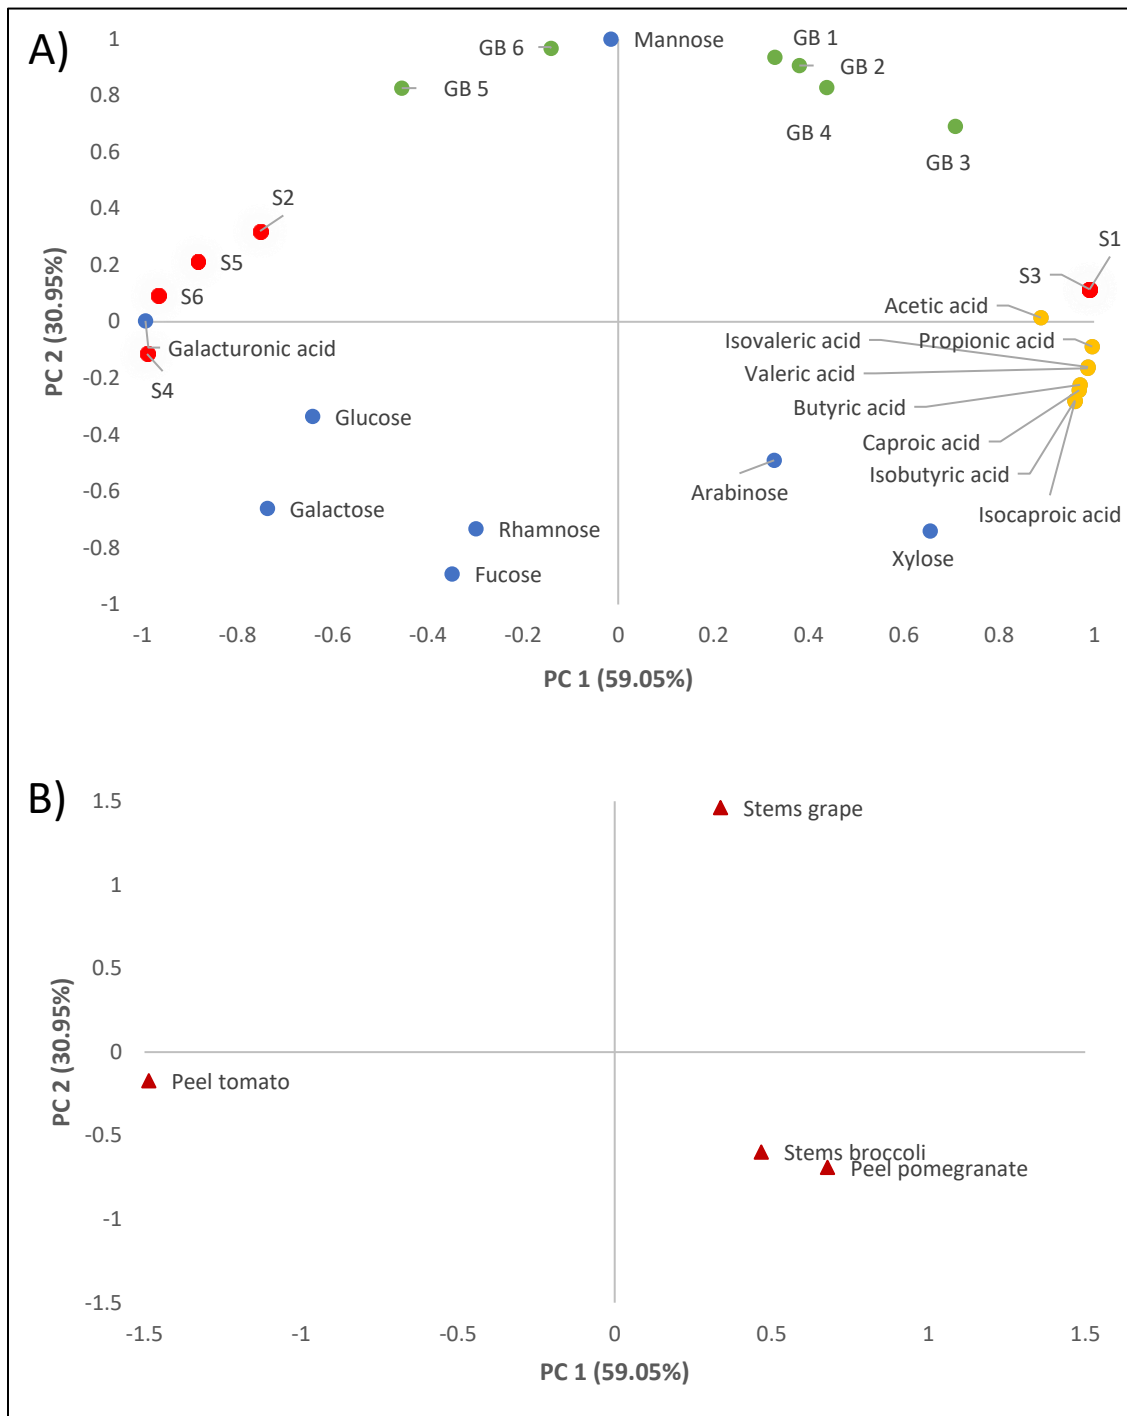 A)
1
GB 6
Mannose
GB 1
GB 2
0.8
GB 5
GB 4
0.6
GB 3
0.4
S2
S1
0.2
S5
S3
S6
Acetic acid
0
Galacturonic acid
Isovaleric acid
Propionic acid
-0.2
S4
Valeric acid
Glucose
Butyric acid
-0.4
Caproic acid
Isobutyric acid
-0.6
Galactose
Arabinose
Isocaproic acid
Rhamnose
-0.8
Fucose
Xylose
-1
PC 2 (30.95%)
-1 -0.8 -0.6 -0.4 -0.2 0 0.2 0.4 0.6 0.8 1
PC 1 (59.05%)
B)
1.5
Stems grape
1
0.5
0
Peel tomato
-0.5
Stems broccoli
Peel pomegranate
-1
-1.5
PC 2 (30.95%)
-1.5 -1 -0.5 0 0.5 1 1.5
PC 1 (59.05%)